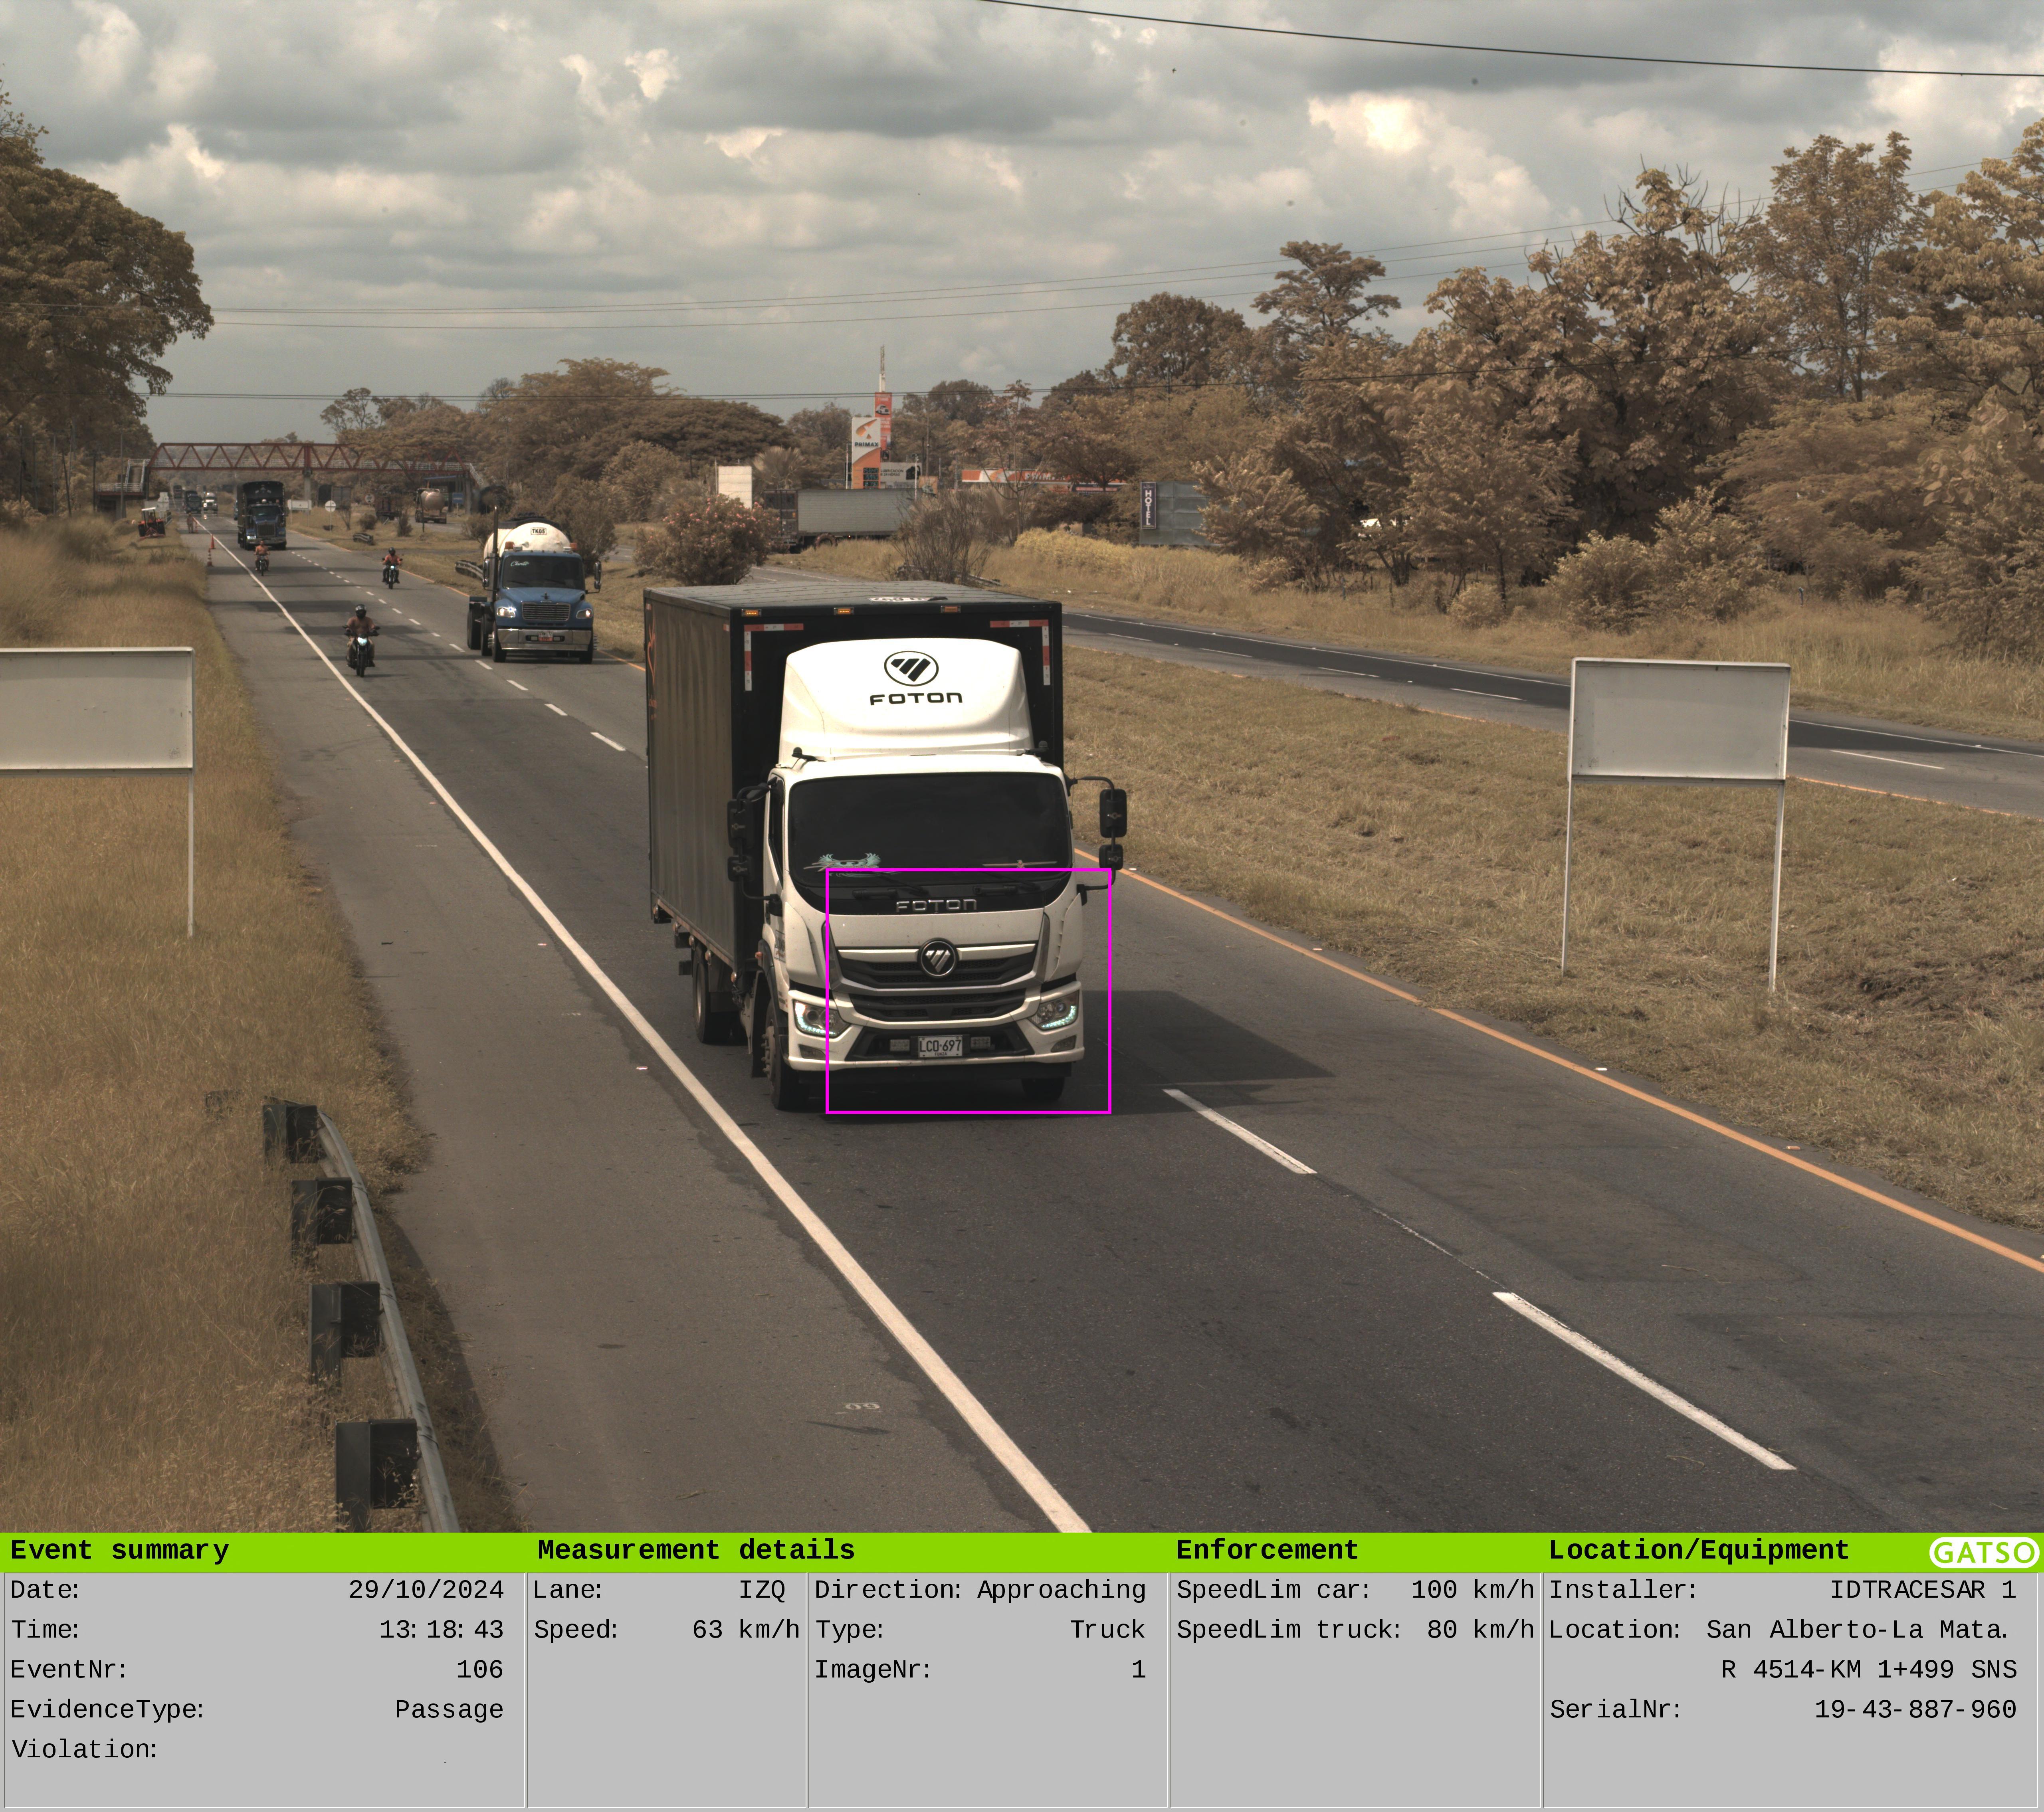 BRIMAX
HOTEL
FOTON
FOTON
LCO·697
Event summary
Measurement details
Enforcement
Location/Equipment
GATSO
Date: 29/10/2024
Lane: IZQ
Direction: Approaching
SpeedLim car: 100 km/h
Installer: IDTRACESAR 1
Time: 13:18:43
Speed: 63 km/h
Type: Truck
SpeedLim truck: 80 km/h
Location: San Alberto-La Mata.
EventNr: 106
ImageNr: 1
R 4514-KM 1+499 SNS
EvidenceType: Passage
SerialNr: 19-43-887-960
Violation: